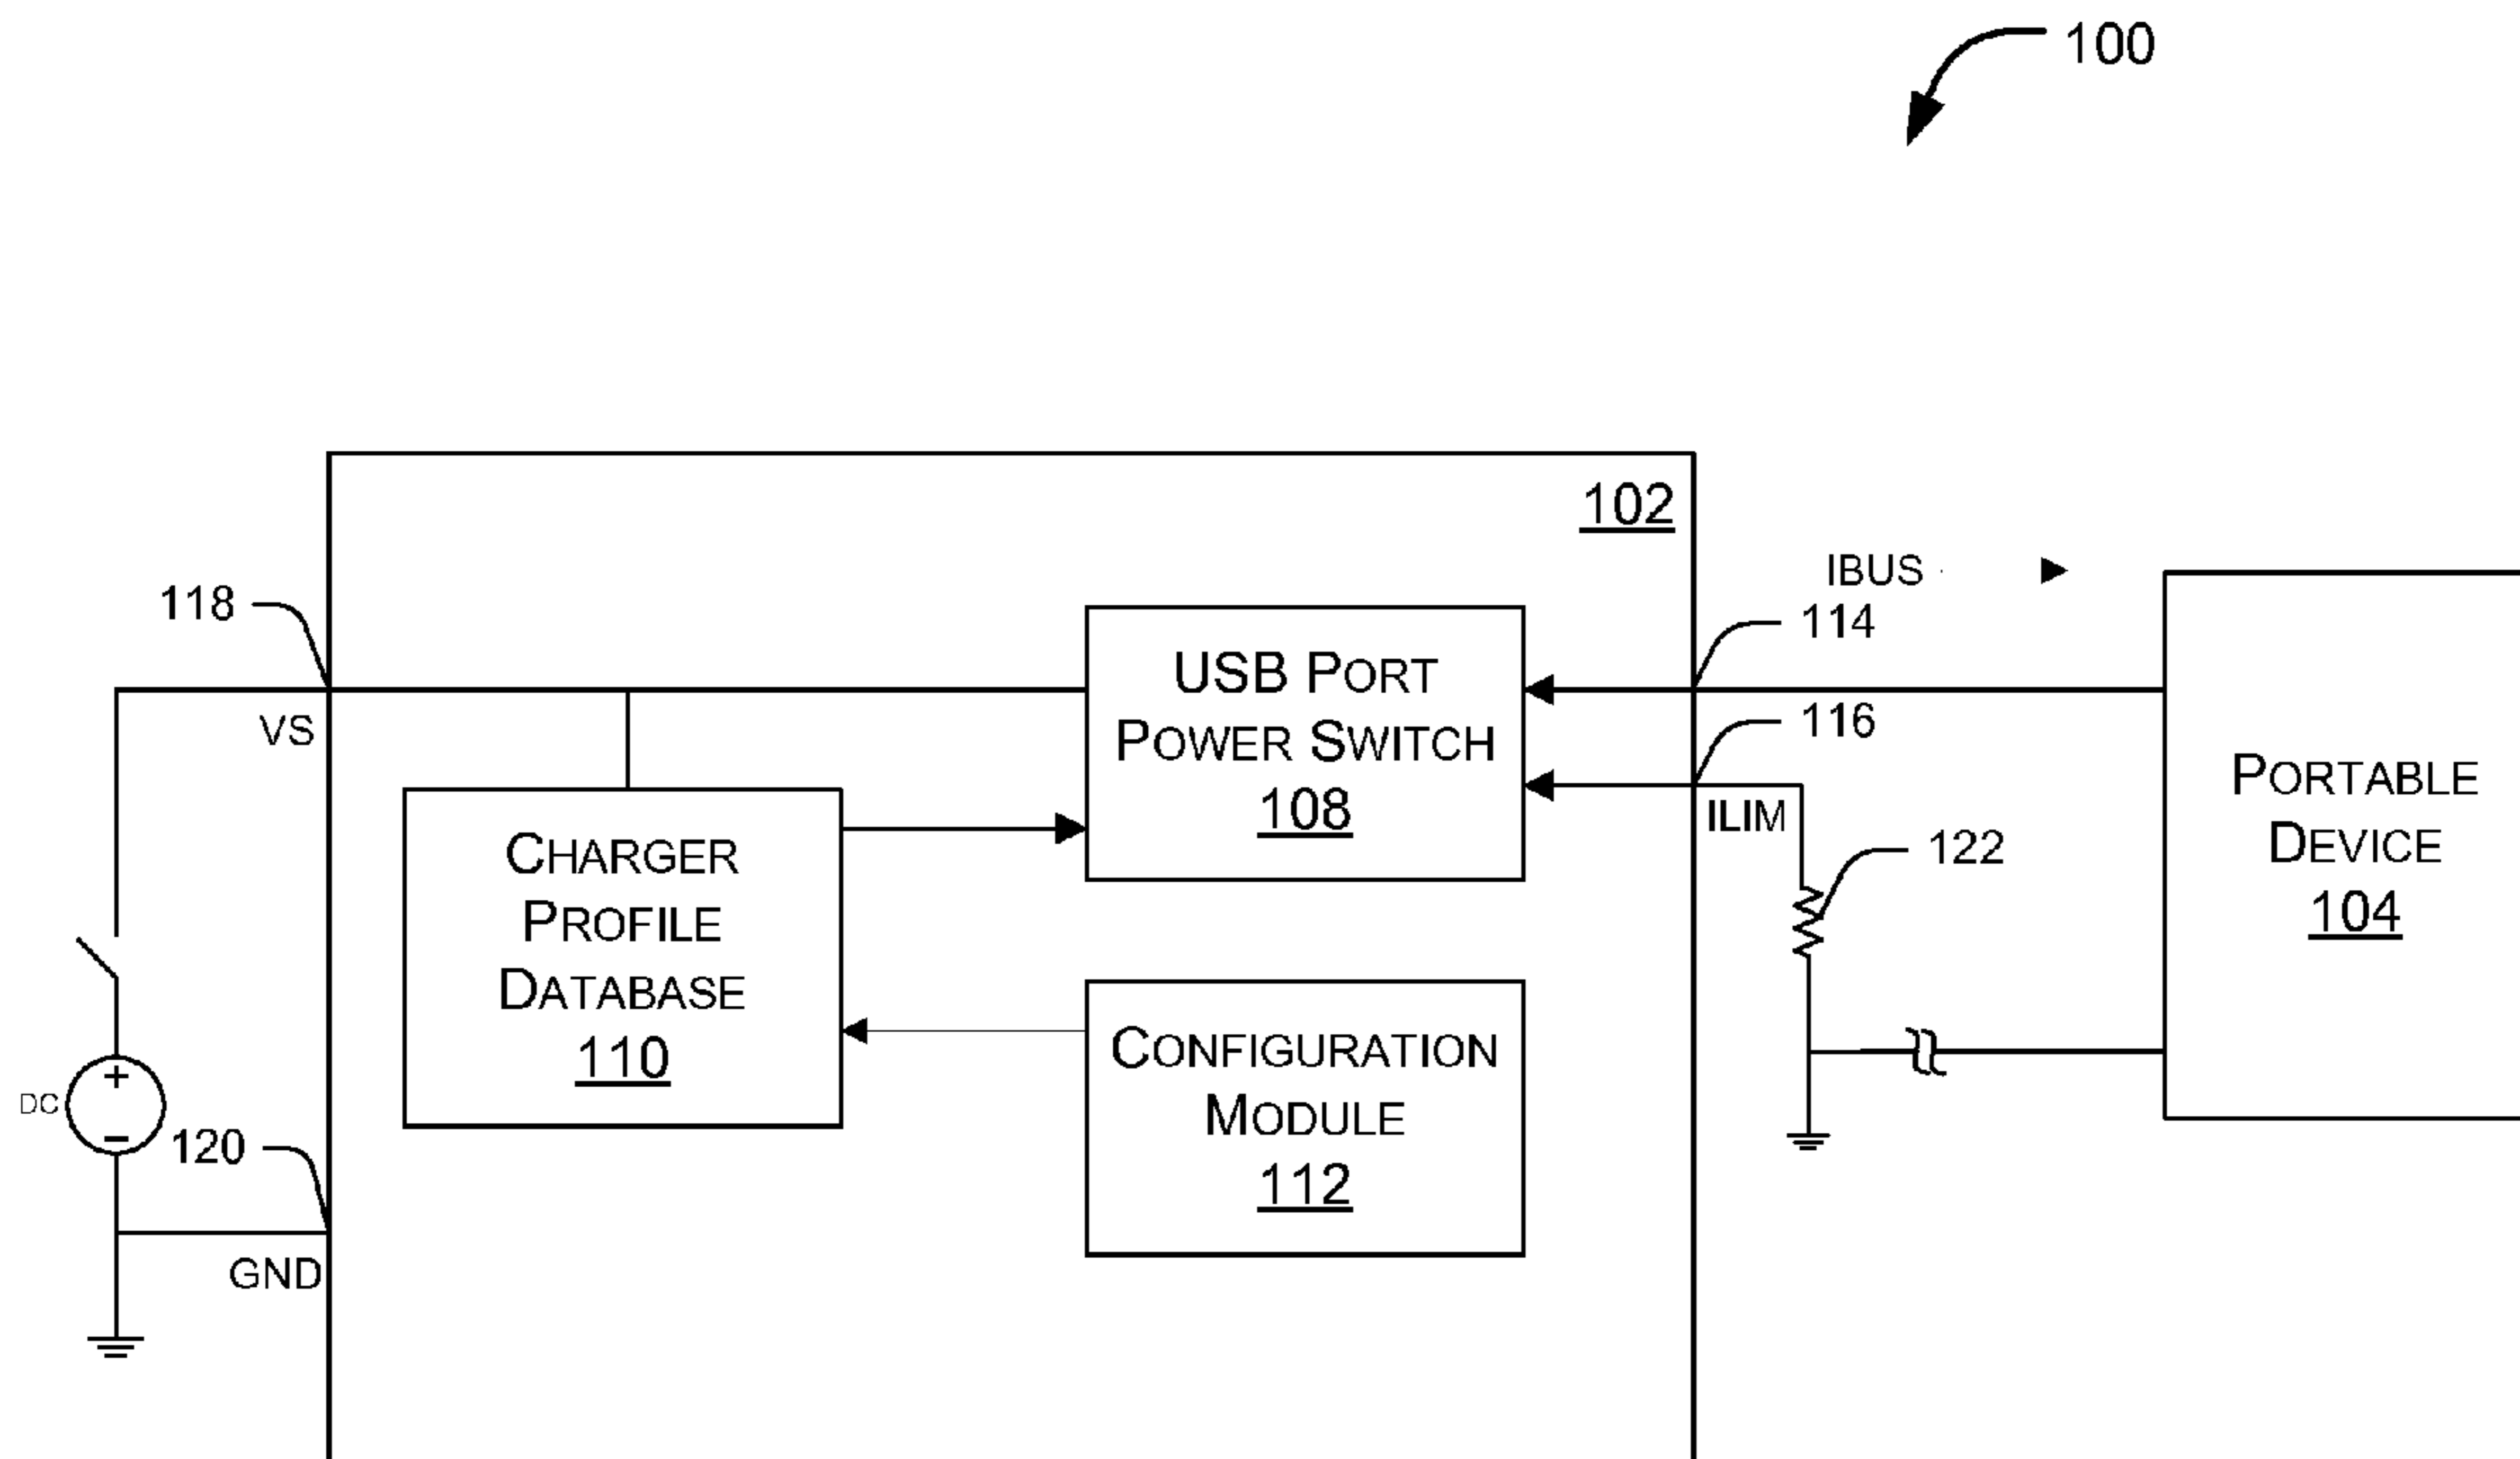 100
102
IBUS
118
114
USB PORT
POWER SWITCH
108
VS
116
ILIM
PORTABLE
DEVICE
104
CHARGER
PROFILE
DATABASE
110
122
CONFIGURATION
MODULE
112
DC
+
−
120
GND